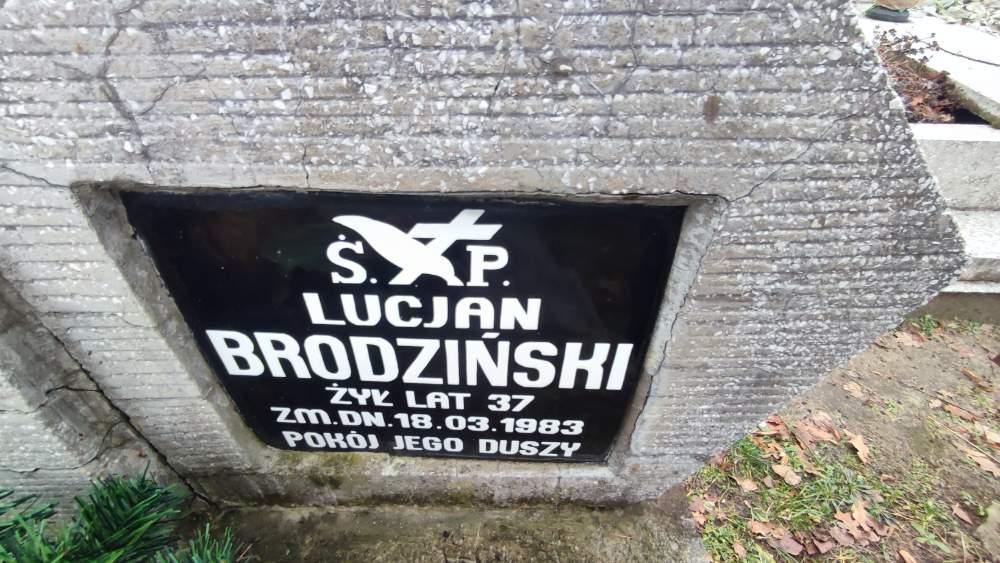 Ś. P.
LUCJAN
BRODZIŃSKI
ŻYŁ LAT 37
ZM.DN.18.03.1983
POKÓJ JEGO DUSZY